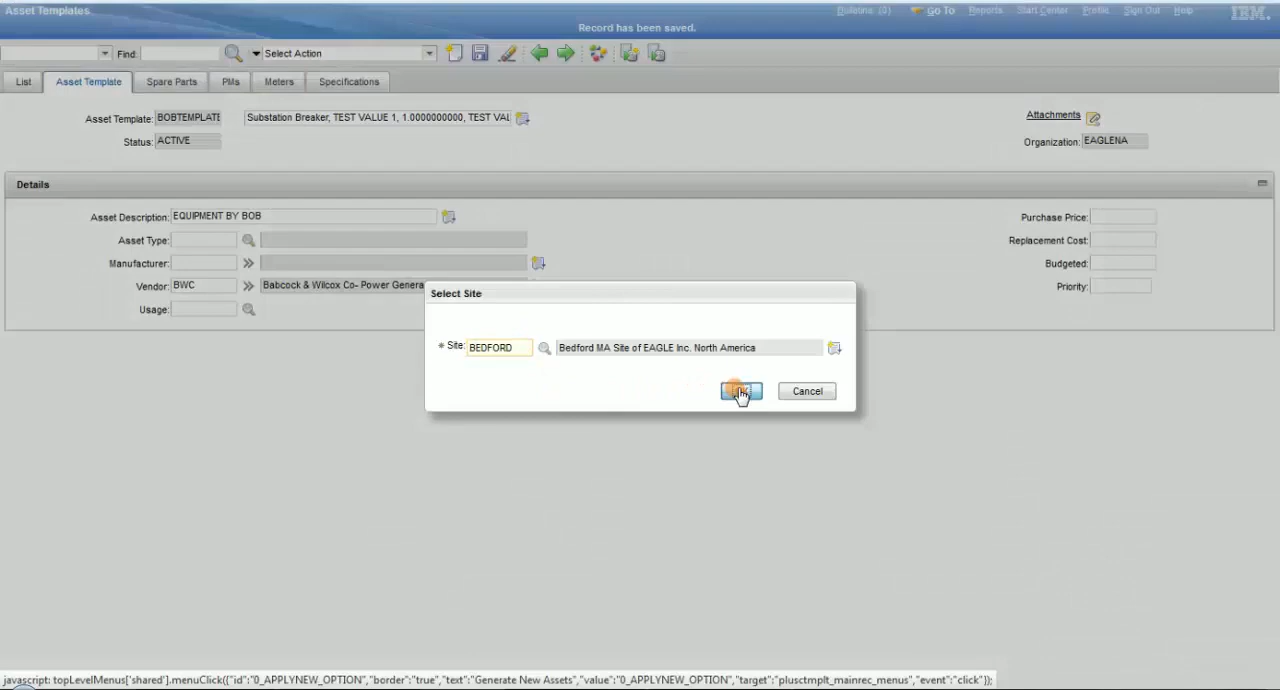 Asset Templates
Bulletins (0) Go To Reports Start Center Profile Sign Out Help IBM.
Record has been saved.
Find: Select Action
List Asset Template Spare Parts PMs Meters Specifications
Asset Template: BOBTEMPLATE Substation Breaker, TEST VALUE 1, 1.0000000000, TEST VAL
Attachments
Status: ACTIVE
Organization: EAGLENA
Details
Asset Description: EQUIPMENT BY BOB
Purchase Price:
Asset Type:
Replacement Cost:
Manufacturer:
Budgeted:
Vendor: BWC Babcock & Wilcox Co- Power Genera
Priority:
Usage:
Select Site
* Site: BEDFORD Bedford MA Site of EAGLE Inc. North America
Cancel
javascript: topLevelMenus['shared'].menuClick({"id":"0_APPLYNEW_OPTION","border":"true","text":"Generate New Assets","value":"0_APPLYNEW_OPTION","target":"plusctmplt_mainrec_menus","event":"click"});